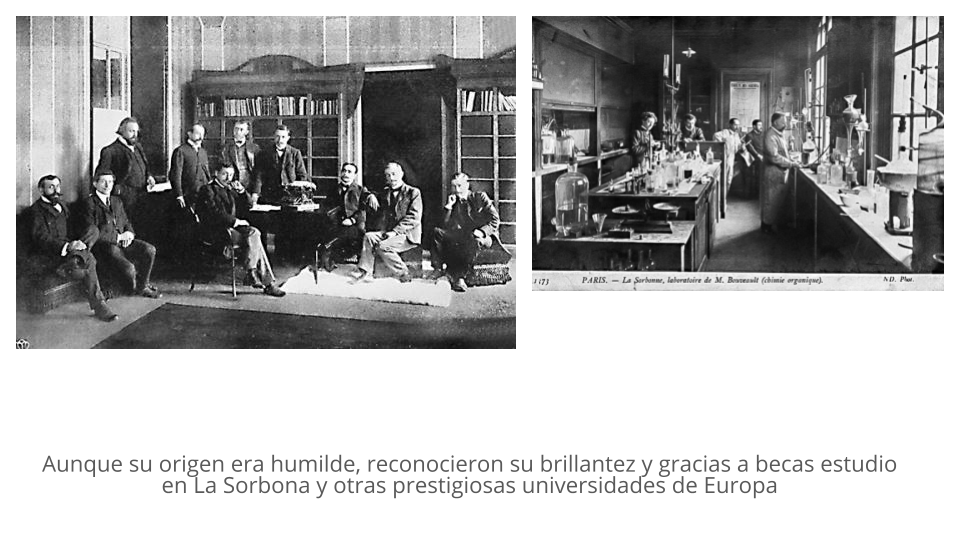 1173 PARIS. — La Sorbonne, laboratoire de M. Bouveault (chimie organique). ND. Phot.
Aunque su origen era humilde, reconocieron su brillantez y gracias a becas estudio
en La Sorbona y otras prestigiosas universidades de Europa